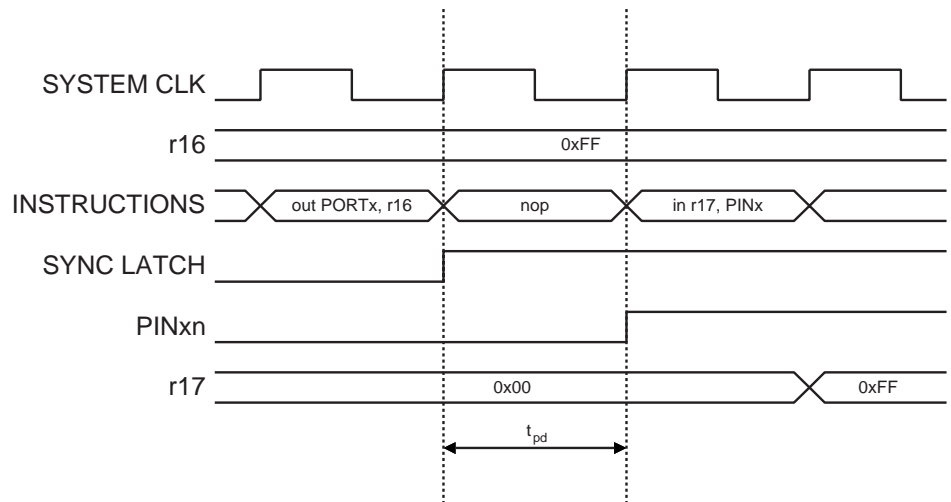 SYSTEM CLK
r16
0xFF
INSTRUCTIONS
out PORTx, r16
nop
in r17, PINx
SYNC LATCH
PINxn
r17
0x00
0xFF
tpd